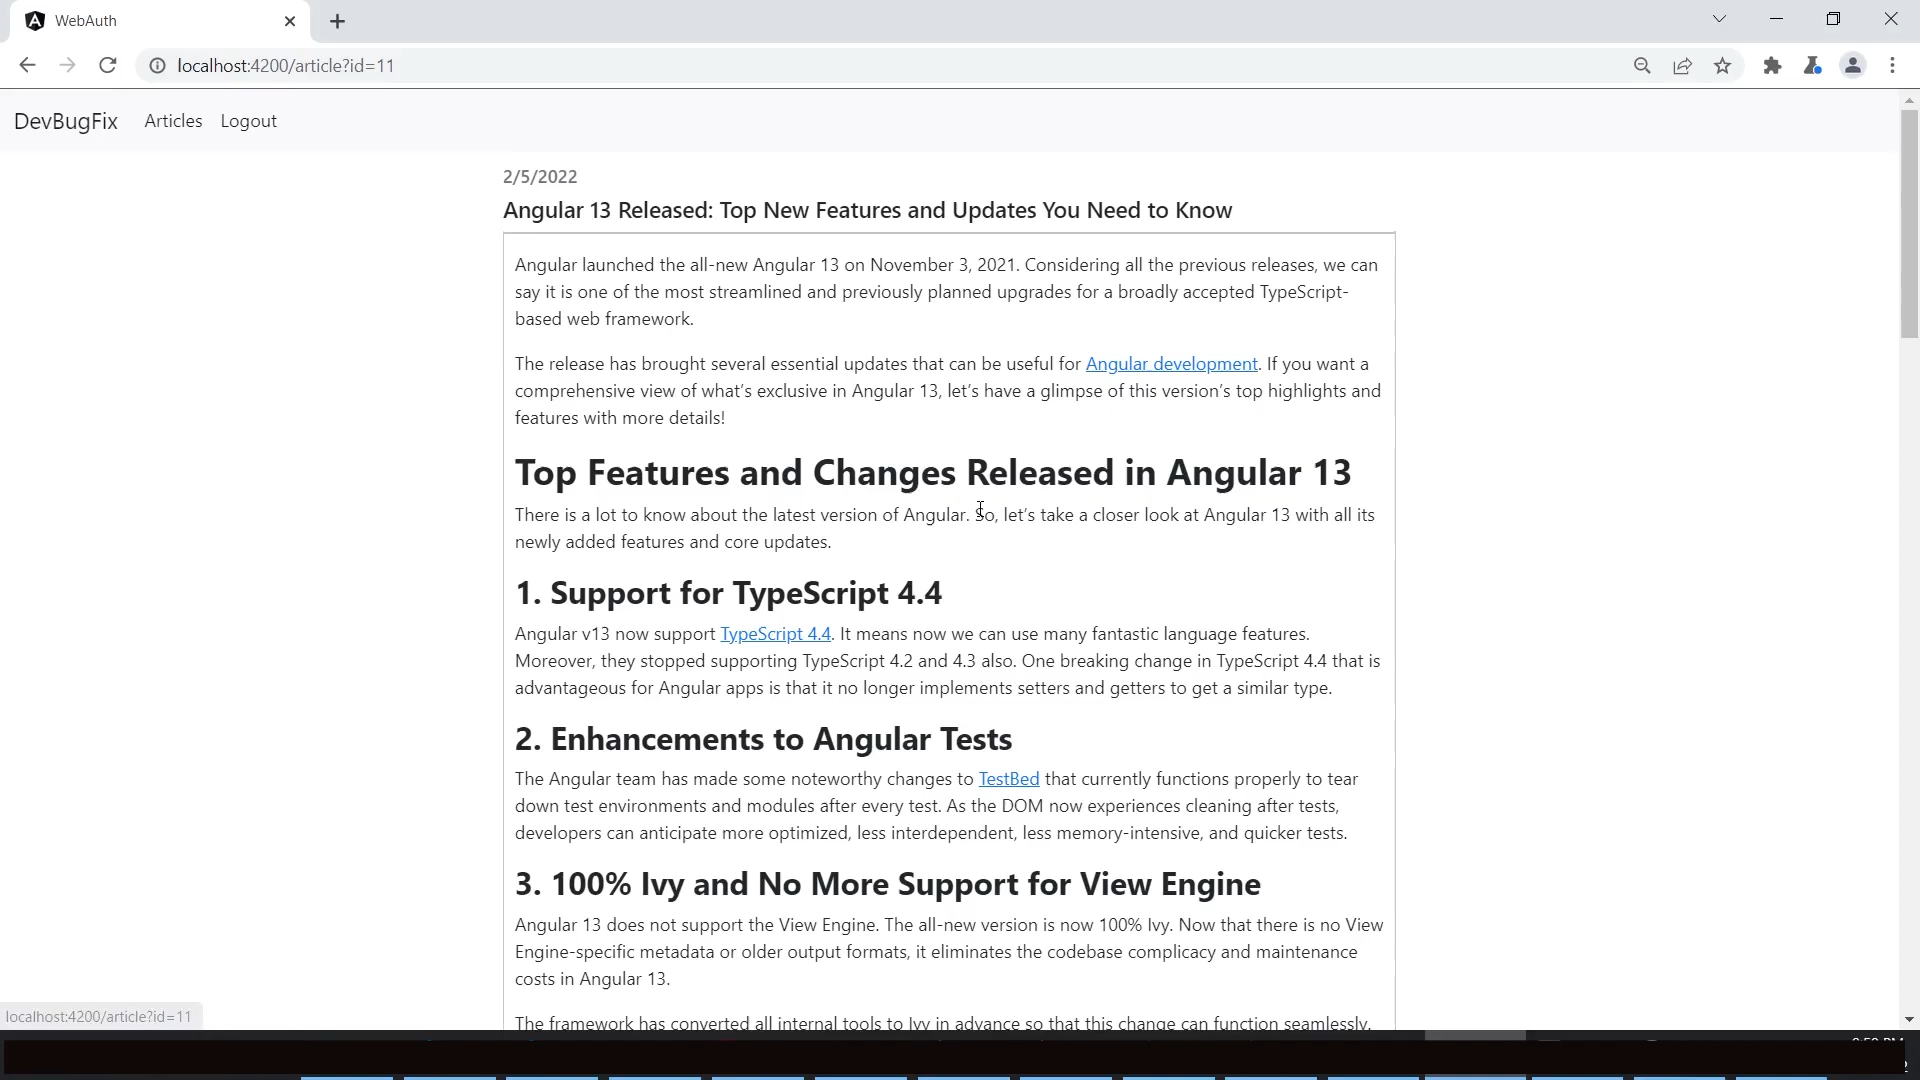 WebAuth
localhost:4200/article?id=11
DevBugFix Articles Logout
2/5/2022
Angular 13 Released: Top New Features and Updates You Need to Know
Angular launched the all-new Angular 13 on November 3, 2021. Considering all the previous releases, we can
say it is one of the most streamlined and previously planned upgrades for a broadly accepted TypeScript-
based web framework.
The release has brought several essential updates that can be useful for Angular development. If you want a
comprehensive view of what’s exclusive in Angular 13, let’s have a glimpse of this version’s top highlights and
features with more details!
Top Features and Changes Released in Angular 13
There is a lot to know about the latest version of Angular. So, let’s take a closer look at Angular 13 with all its
newly added features and core updates.
1. Support for TypeScript 4.4
Angular v13 now support TypeScript 4.4. It means now we can use many fantastic language features.
Moreover, they stopped supporting TypeScript 4.2 and 4.3 also. One breaking change in TypeScript 4.4 that is
advantageous for Angular apps is that it no longer implements setters and getters to get a similar type.
2. Enhancements to Angular Tests
The Angular team has made some noteworthy changes to TestBed that currently functions properly to tear
down test environments and modules after every test. As the DOM now experiences cleaning after tests,
developers can anticipate more optimized, less interdependent, less memory-intensive, and quicker tests.
3. 100% Ivy and No More Support for View Engine
Angular 13 does not support the View Engine. The all-new version is now 100% Ivy. Now that there is no View
Engine-specific metadata or older output formats, it eliminates the codebase complicacy and maintenance
costs in Angular 13.
The framework has converted all internal tools to Ivy in advance so that this change can function seamlessly.
localhost:4200/article?id=11